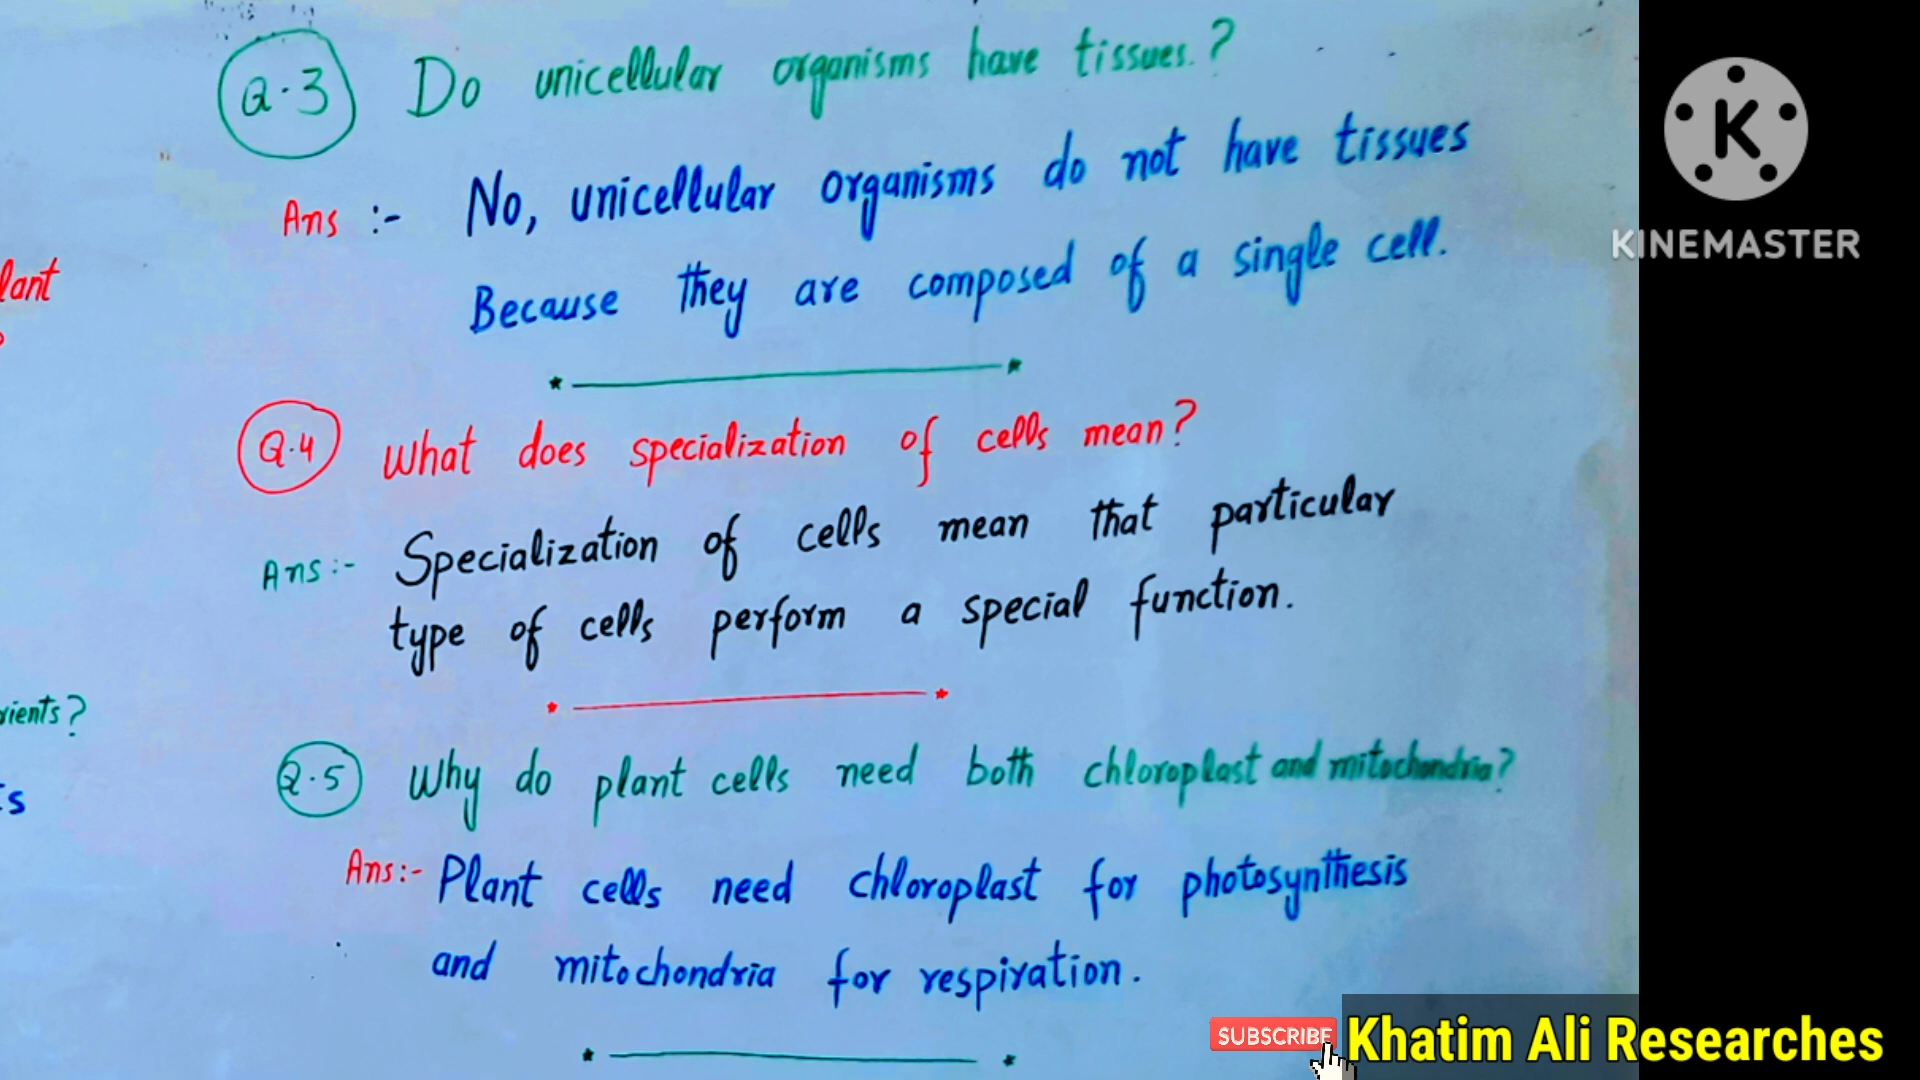 Q.3 Do unicellular organisms have tissues.?
Ans :- No, unicellular organisms do not have tissues
Because they are composed of a single cell.
lant
Q.4 What does specialization of cells mean?
Ans :- Specialization of cells mean that particular
type of cells perform a special function.
rients?
Q.5 Why do plant cells need both chloroplast and mitochondria?
ts
Ans:- Plant cells need chloroplast for photosynthesis
and mitochondria for respiration.
K
KINEMASTER
SUBSCRIBE
Khatim Ali Researches